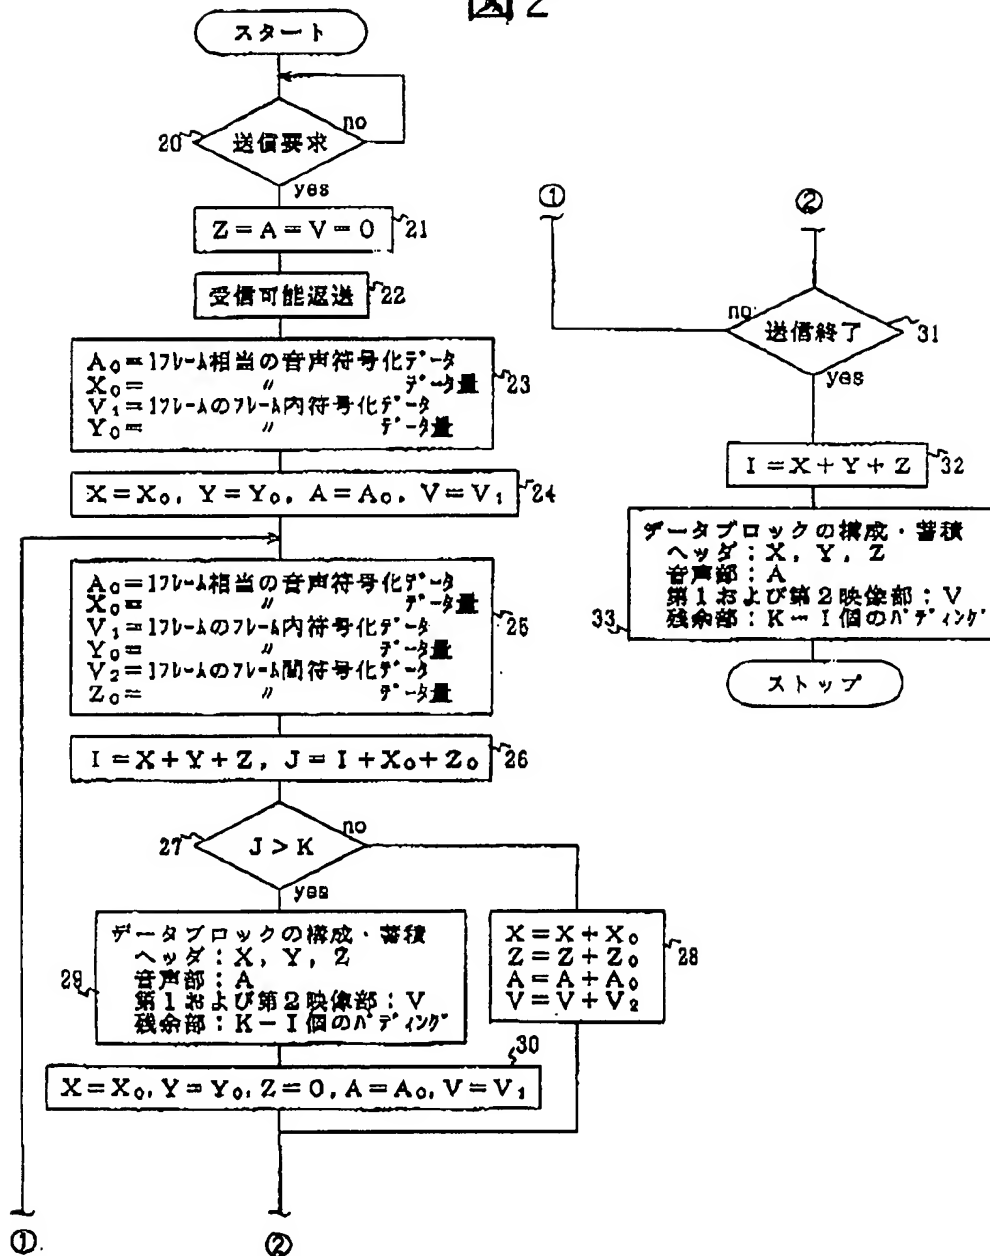 図2
スタート
20
送信要求
no
yes
Z=A=V=0
21
受信可能返送
22
A₀=1フレーム相当の音声符号化データ
X₀= 〃 データ量
V₁=1フレームのフレーム内符号化データ
Y₀= 〃 データ量
23
X=X₀, Y=Y₀, A=A₀, V=V₁
24
A₀=1フレーム相当の音声符号化データ
X₀= 〃 データ量
V₁=1フレームのフレーム内符号化データ
Y₀= 〃 データ量
V₂=1フレームのフレーム間符号化データ
Z₀= 〃 データ量
25
I=X+Y+Z, J=I+X₀+Z₀
26
27
J>K
no
yes
データブロックの構成・蓄積
ヘッダ:X, Y, Z
音声部:A
第1および第2映像部:V
残余部:K-I個のパディング
29
X=X+X₀
Z=Z+Z₀
A=A+A₀
V=V+V₂
28
30
X=X₀, Y=Y₀, Z=0, A=A₀, V=V₁
①
②
①
②
no
送信終了
31
yes
I=X+Y+Z
32
データブロックの構成・蓄積
ヘッダ:X, Y, Z
音声部:A
第1および第2映像部:V
残余部:K-I個のパディング
33
ストップ